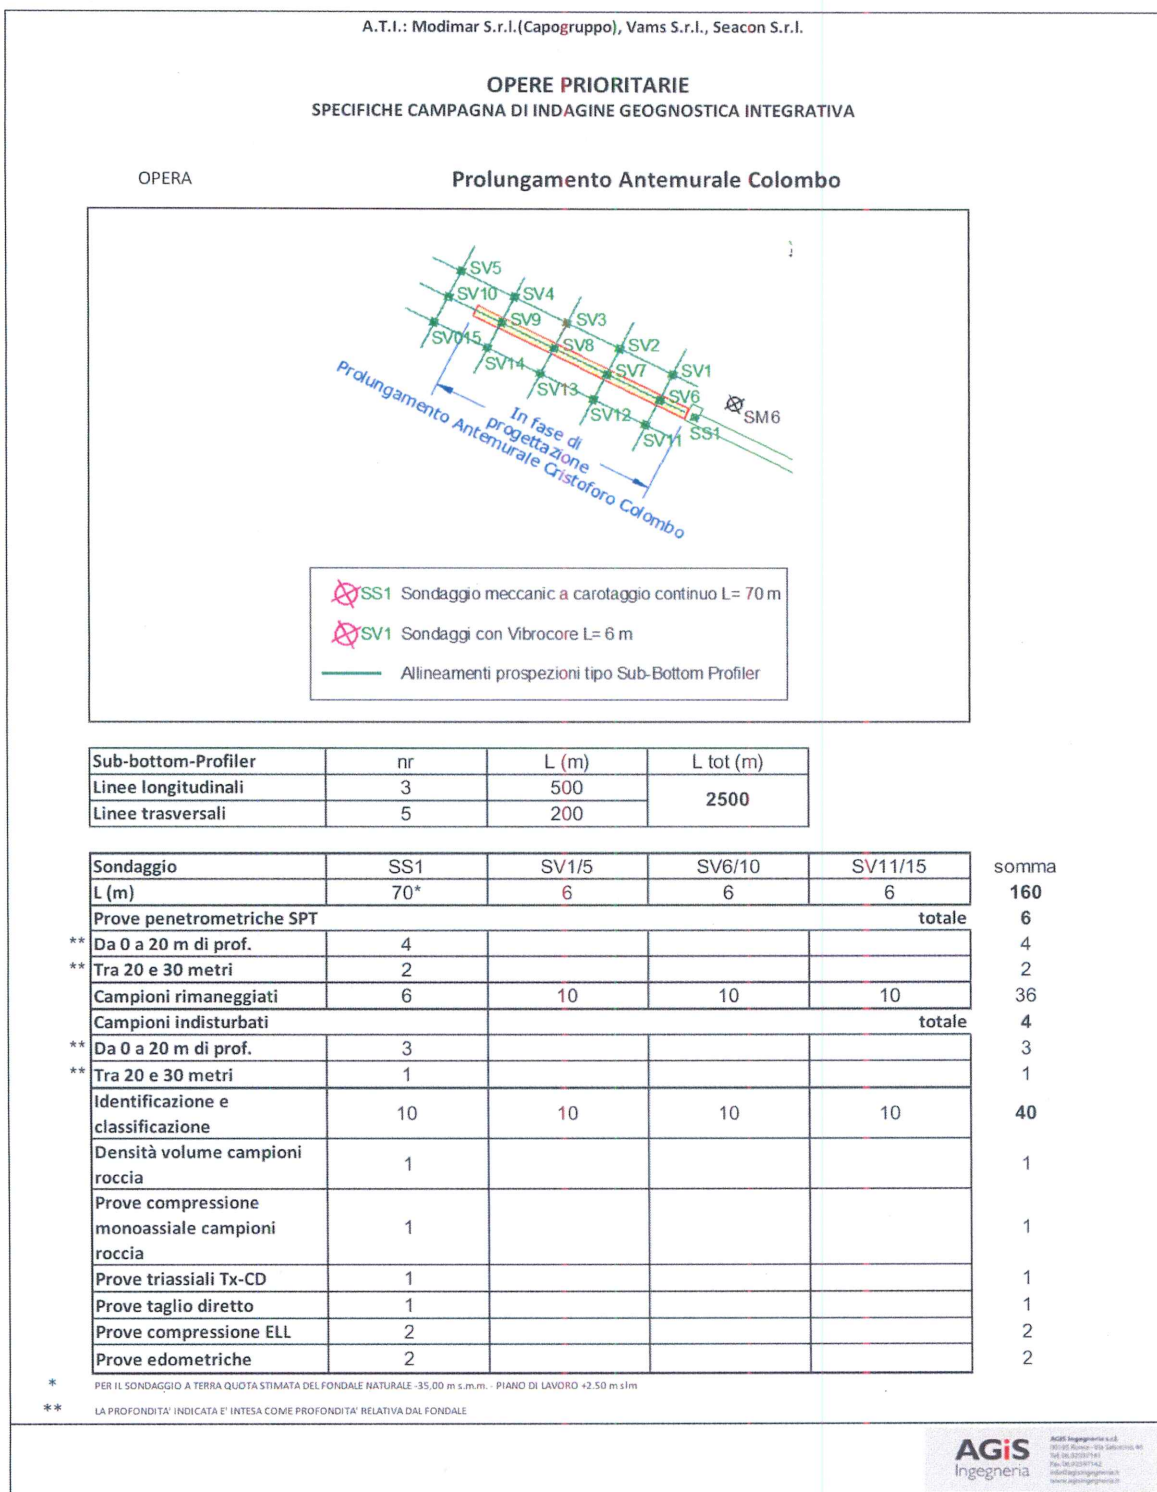 A.T.I.: Modimar S.r.l.(Capogruppo), Vams S.r.l., Seacon S.r.l.
OPERE PRIORITARIE
SPECIFICHE CAMPAGNA DI INDAGINE GEOGNOSTICA INTEGRATIVA
OPERA Prolungamento Antemurale Colombo
SV5
SV10 SV4
SV9 SV3
SV015 SV8 SV2
SV14 SV7 SV1
SV13 SV6 SM6
SV12 SS1
SV11
In fase di
progettazione
Prolungamento Antemurale Cristoforo Colombo
SS1 Sondaggio meccanic a carotaggio continuo L= 70 m
SV1 Sondaggi con Vibrocore L= 6 m
Allineamenti prospezioni tipo Sub-Bottom Profiler
Sub-bottom-Profiler nr L (m) L tot (m)
Linee longitudinali 3 500 2500
Linee trasversali 5 200
Sondaggio SS1 SV1/5 SV6/10 SV11/15 somma
L (m) 70* 6 6 6 160
Prove penetrometriche SPT totale 6
** Da 0 a 20 m di prof. 4 4
** Tra 20 e 30 metri 2 2
Campioni rimaneggiati 6 10 10 10 36
Campioni indisturbati totale 4
** Da 0 a 20 m di prof. 3 3
** Tra 20 e 30 metri 1 1
Identificazione e
classificazione 10 10 10 10 40
Densità volume campioni
roccia 1 1
Prove compressione
monoassiale campioni 1 1
roccia
Prove triassiali Tx-CD 1 1
Prove taglio diretto 1 1
Prove compressione ELL 2 2
Prove edometriche 2 2
* PER IL SONDAGGIO A TERRA QUOTA STIMATA DEL FONDALE NATURALE -35,00 m s.m.m. - PIANO DI LAVORO +2.50 m slm
** LA PROFONDITA' INDICATA E' INTESA COME PROFONDITA' RELATIVA DAL FONDALE
AGiS
Ingegneria
AGIS Ingegneria s.r.l.